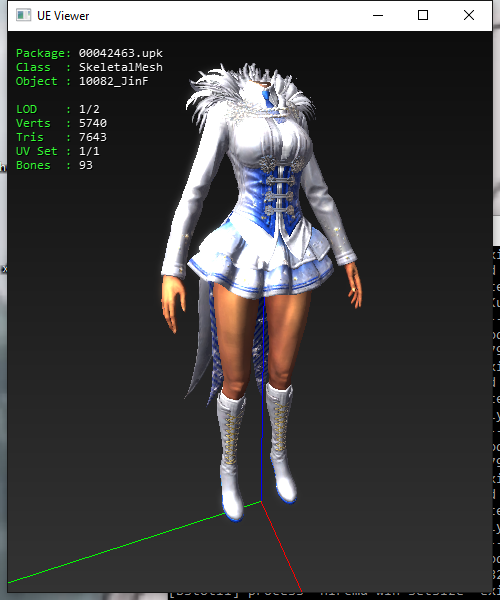 UE Viewer
Package: 00042463.upk
Class : SkeletalMesh
Object : 10082_JinF
LOD : 1/2
Verts : 5740
Tris : 7643
UV Set : 1/1
Bones : 93